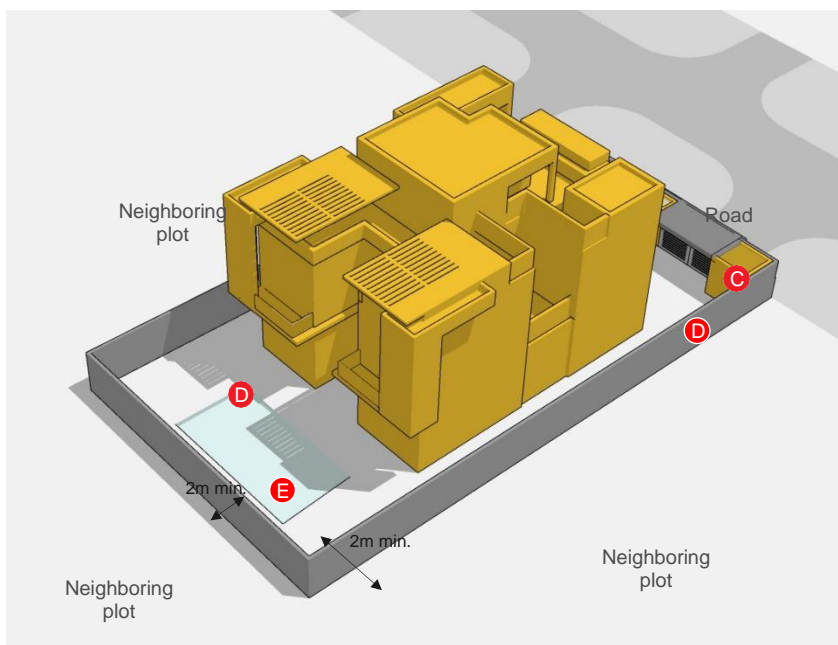 Neighboring
plot
Road
C
D
D
E
2m min.
2m min.
Neighboring
plot
Neighboring
plot